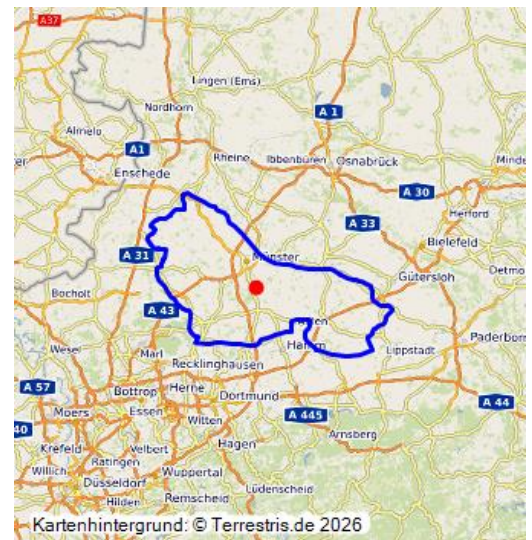 A37
Lingen (Ems)
Nordhorn
A 1
Almelo
A1
Rheine
Ibbenbüren
Osnabrück
Enschede
A 30
Herford
A 33
Bielefeld
A 31
Münster
Gütersloh
Bocholt
A 43
Hamm
Lippstadt
Paderborn
Wesel
Marl
Recklinghausen
A 57
Bottrop
Herne
Dortmund
A 44
Moers
Essen
Witten
A 445
40
Arnsberg
Krefeld
Velbert
Hagen
Willich
Ratingen
Wuppertal
Düsseldorf
Lüdenscheid
Hilden
Remscheid
Kartenhintergrund: © Terrestris.de 2026